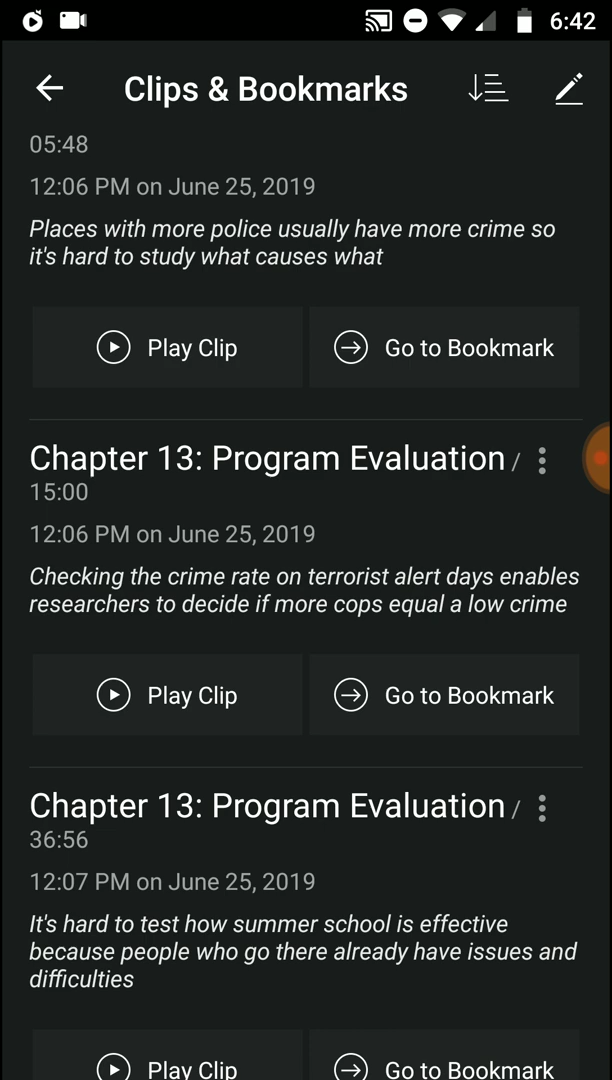 6:42
Clips & Bookmarks
05:48
12:06 PM on June 25, 2019
Places with more police usually have more crime so
it's hard to study what causes what
Play Clip
Go to Bookmark
Chapter 13: Program Evaluation /
15:00
12:06 PM on June 25, 2019
Checking the crime rate on terrorist alert days enables
researchers to decide if more cops equal a low crime
Play Clip
Go to Bookmark
Chapter 13: Program Evaluation /
36:56
12:07 PM on June 25, 2019
It's hard to test how summer school is effective
because people who go there already have issues and
difficulties
Play Clip
Go to Bookmark